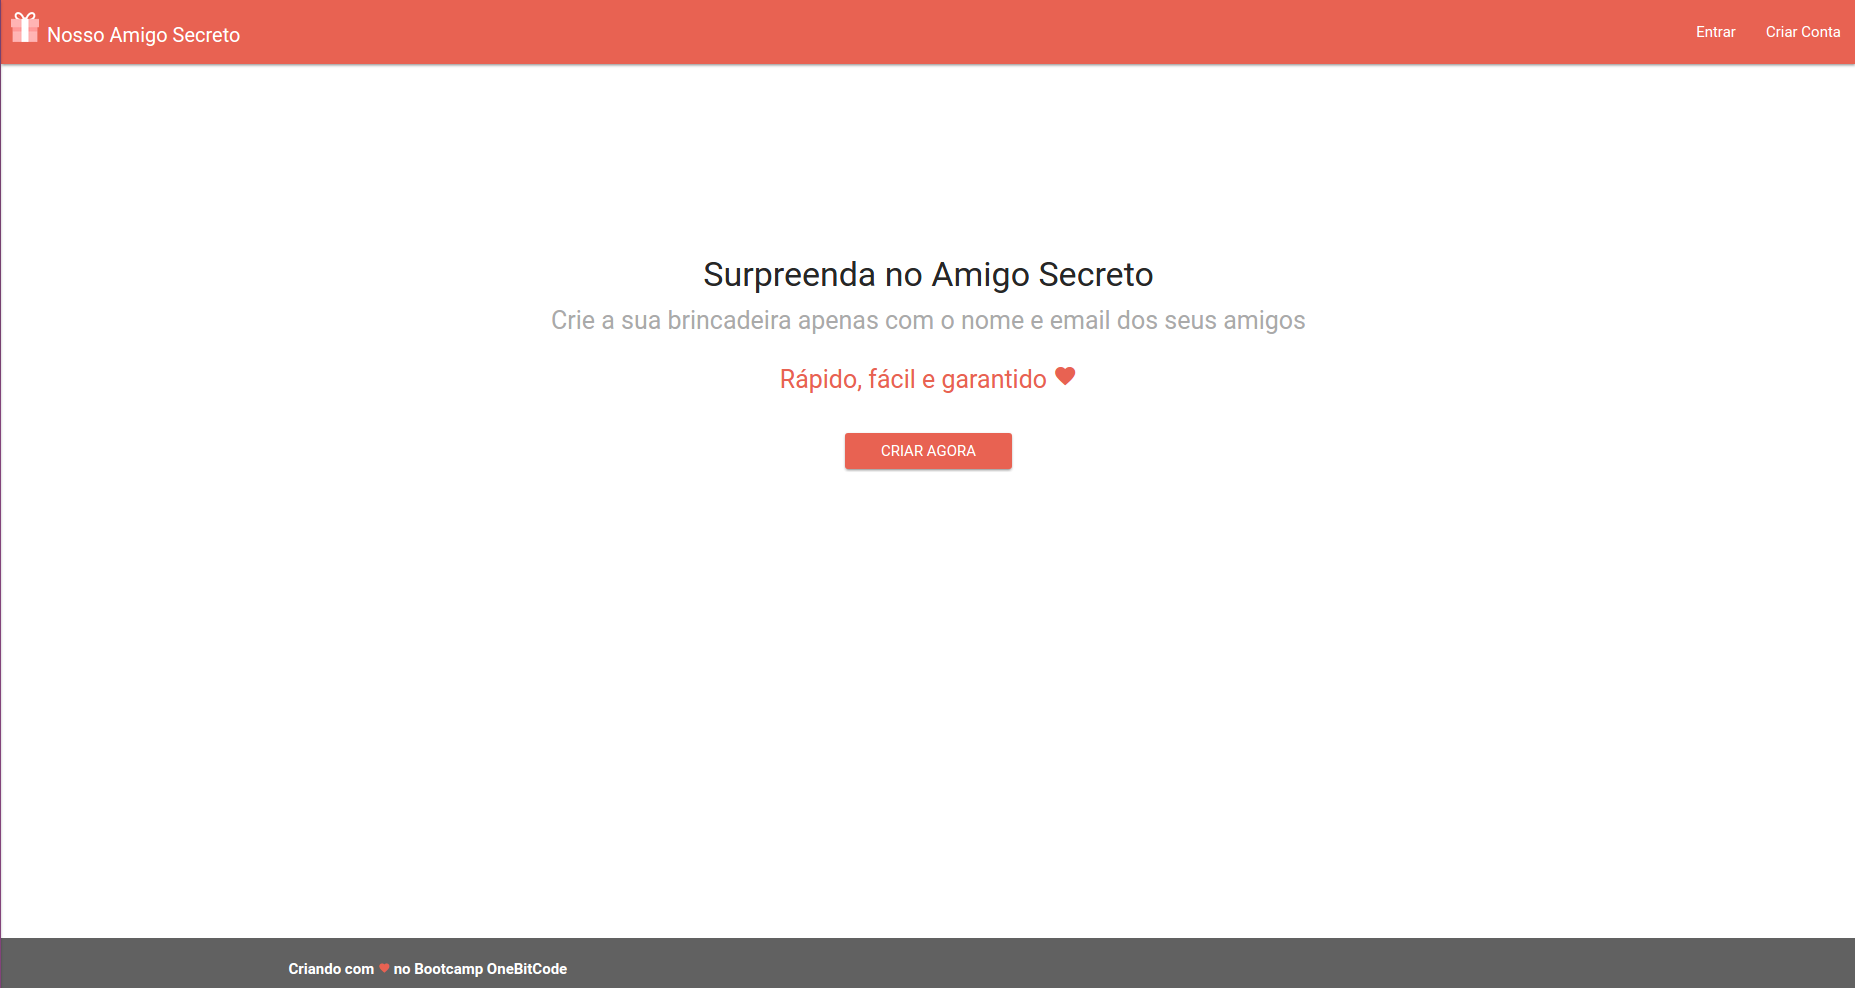 Nosso Amigo Secreto
Entrar
Criar Conta
Surpreenda no Amigo Secreto
Crie a sua brincadeira apenas com o nome e email dos seus amigos
Rápido, fácil e garantido
CRIAR AGORA
Criando com no Bootcamp OneBitCode